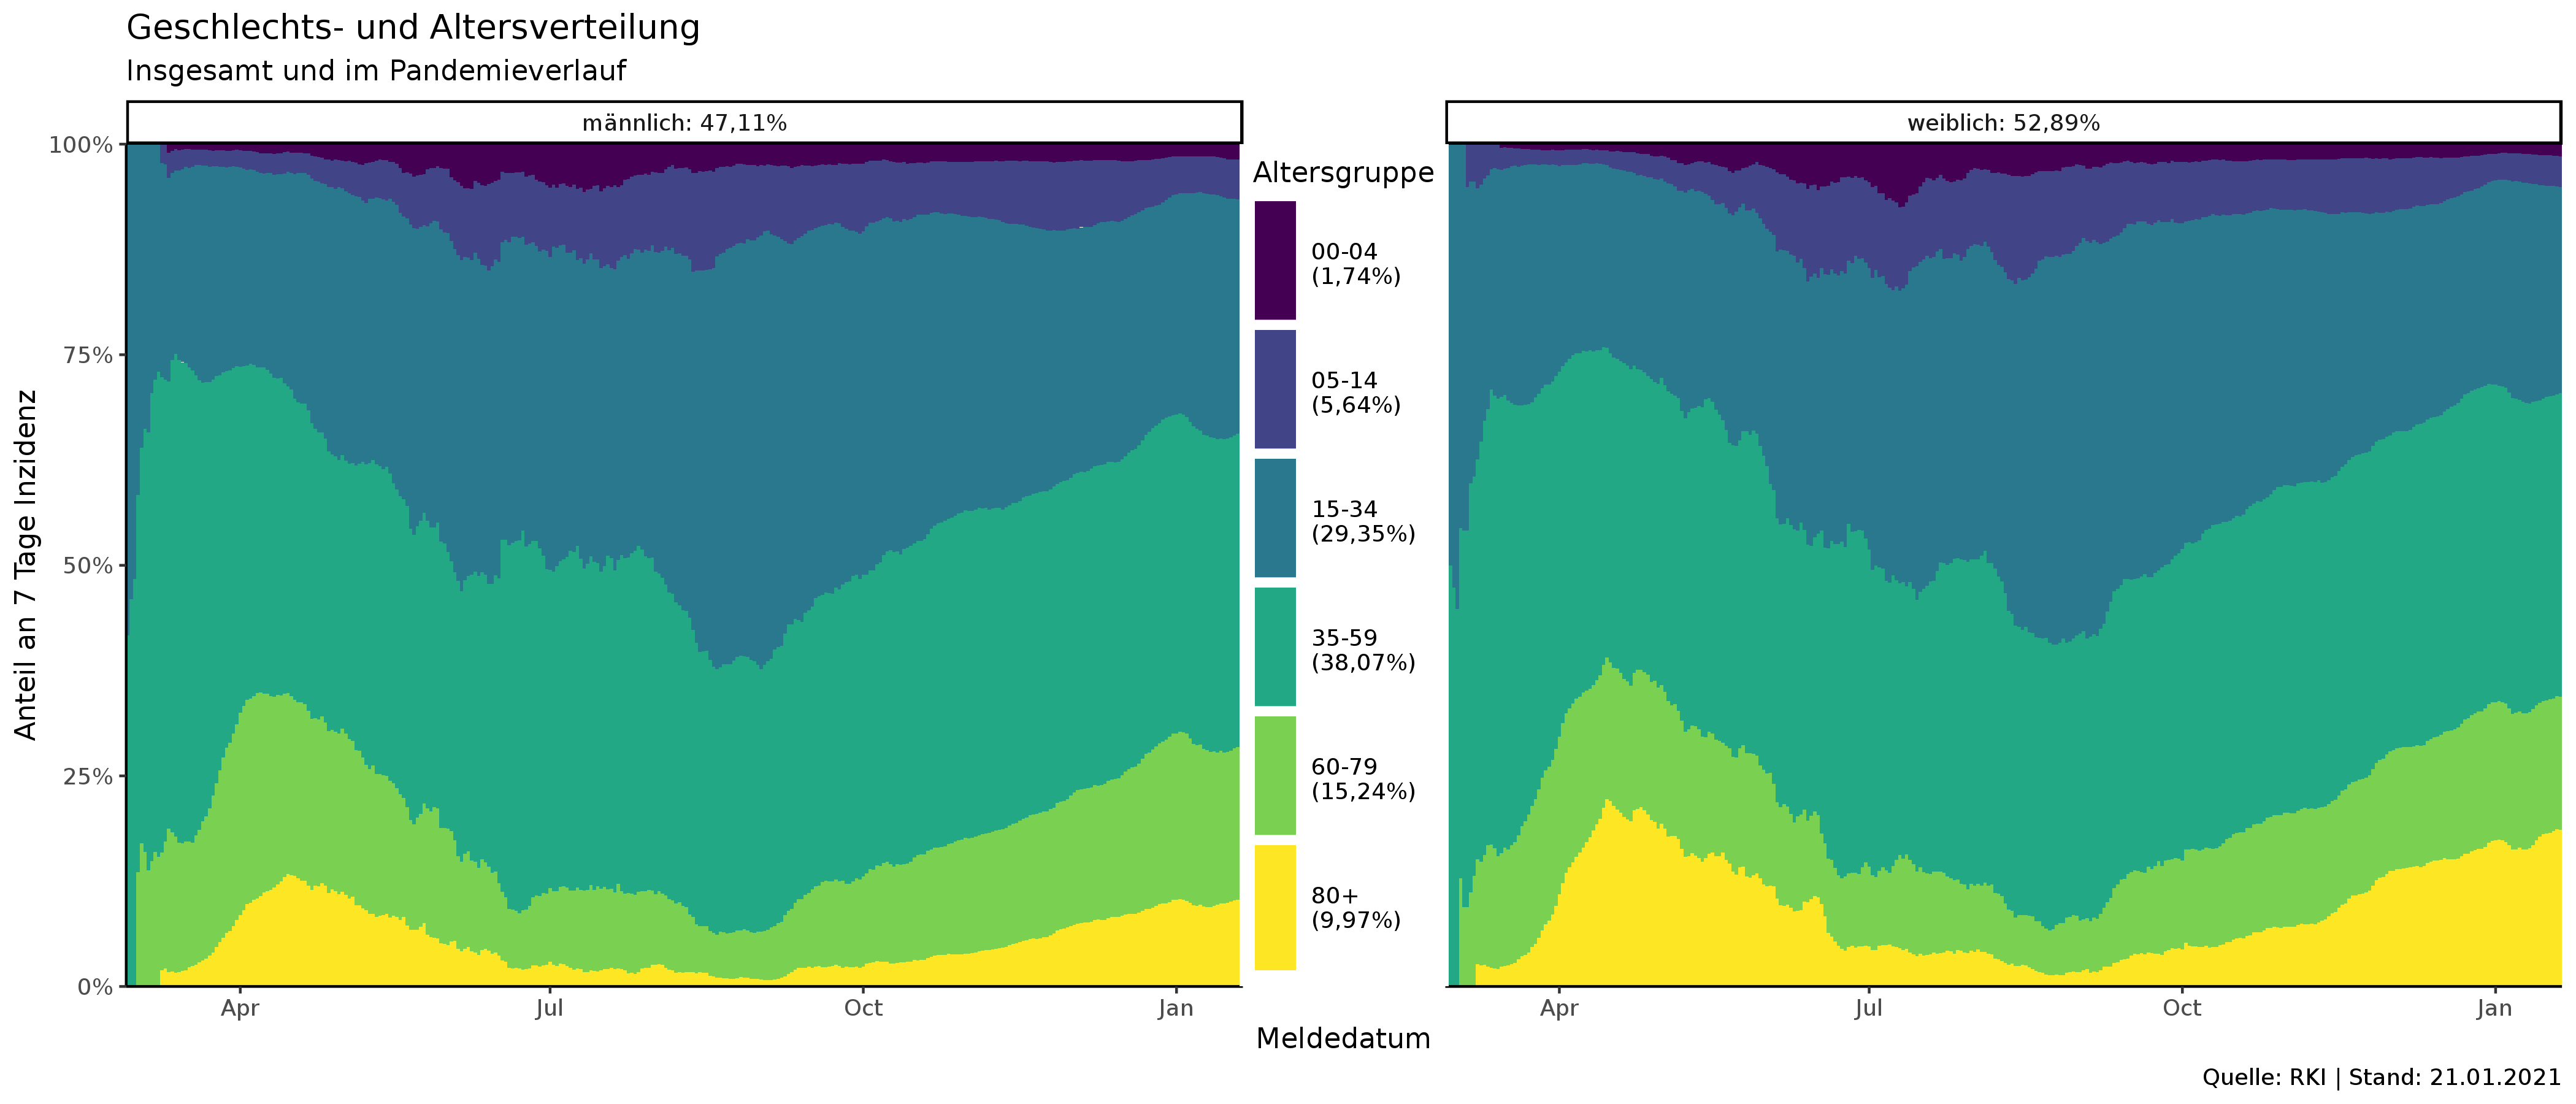 Geschlechts- und Altersverteilung
Insgesamt und im Pandemieverlauf
männlich: 47,11%
weiblich: 52,89%
Anteil an 7 Tage Inzidenz
100%
75%
50%
25%
0%
Apr
Jul
Oct
Jan
Altersgruppe
00-04
(1,74%)
05-14
(5,64%)
15-34
(29,35%)
35-59
(38,07%)
60-79
(15,24%)
80+
(9,97%)
Apr
Jul
Oct
Jan
Meldedatum
Quelle: RKI | Stand: 21.01.2021